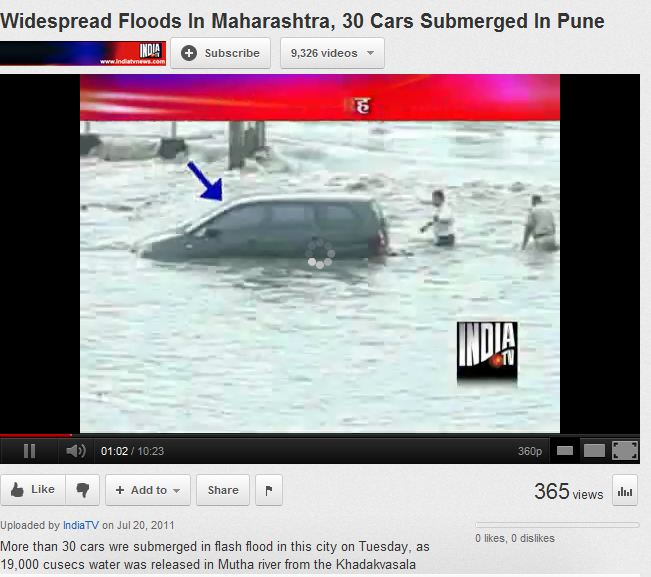 Widespread Floods In Maharashtra, 30 Cars Submerged In Pune
INDIA
www.indiatvnews.com
Subscribe
9,326 videos
ह
INDIA
TV
01:02 / 10:23
360p
Like
+ Add to
Share
365 views
Uploaded by IndiaTV on Jul 20, 2011
0 likes, 0 dislikes
More than 30 cars wre submerged in flash flood in this city on Tuesday, as
19,000 cusecs water was released in Mutha river from the Khadakvasala